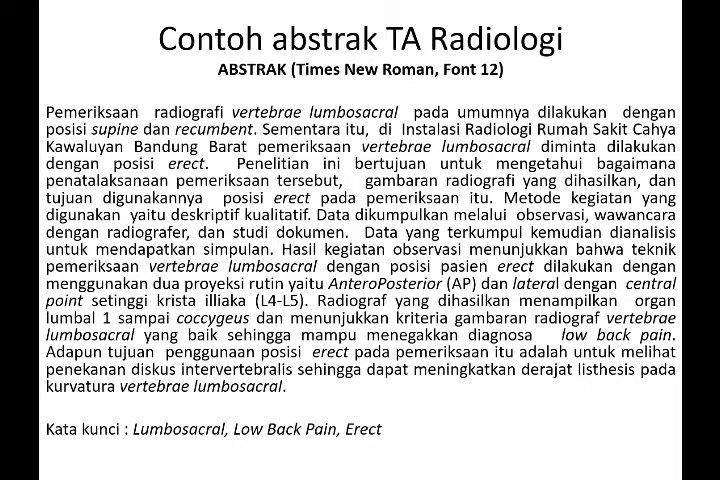 Contoh abstrak TA Radiologi
ABSTRAK (Times New Roman, Font 12)
Pemeriksaan radiografi vertebrae lumbosacral pada umumnya dilakukan dengan
posisi supine dan recumbent. Sementara itu, di Instalasi Radiologi Rumah Sakit Cahya
Kawaluyan Bandung Barat pemeriksaan vertebrae lumbosacral diminta dilakukan
dengan posisi erect. Penelitian ini bertujuan untuk mengetahui bagaimana
penatalaksanaan pemeriksaan tersebut, gambaran radiografi yang dihasilkan, dan
tujuan digunakannya posisi erect pada pemeriksaan itu. Metode kegiatan yang
digunakan yaitu deskriptif kualitatif. Data dikumpulkan melalui observasi, wawancara
dengan radiografer, dan studi dokumen. Data yang terkumpul kemudian dianalisis
untuk mendapatkan simpulan. Hasil kegiatan observasi menunjukkan bahwa teknik
pemeriksaan vertebrae lumbosacral dengan posisi pasien erect dilakukan dengan
menggunakan dua proyeksi rutin yaitu AnteroPosterior (AP) dan lateral dengan central
point setinggi krista illiaka (L4-L5). Radiograf yang dihasilkan menampilkan organ
lumbal 1 sampai coccygeus dan menunjukkan kriteria gambaran radiograf vertebrae
lumbosacral yang baik sehingga mampu menegakkan diagnosa low back pain.
Adapun tujuan penggunaan posisi erect pada pemeriksaan itu adalah untuk melihat
penekanan diskus intervertebralis sehingga dapat meningkatkan derajat listhesis pada
kurvatura vertebrae lumbosacral.
Kata kunci : Lumbosacral, Low Back Pain, Erect